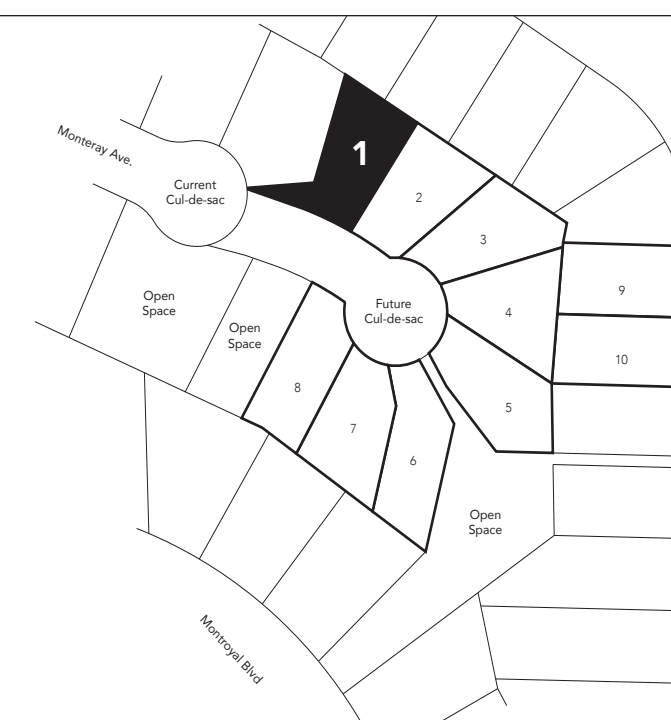 Monteray Ave.
Current
Cul-de-sac
1
2
3
Future
Cul-de-sac
4
9
10
5
Open
Space
Open
Space
8
7
6
Open
Space
Montroyal Blvd